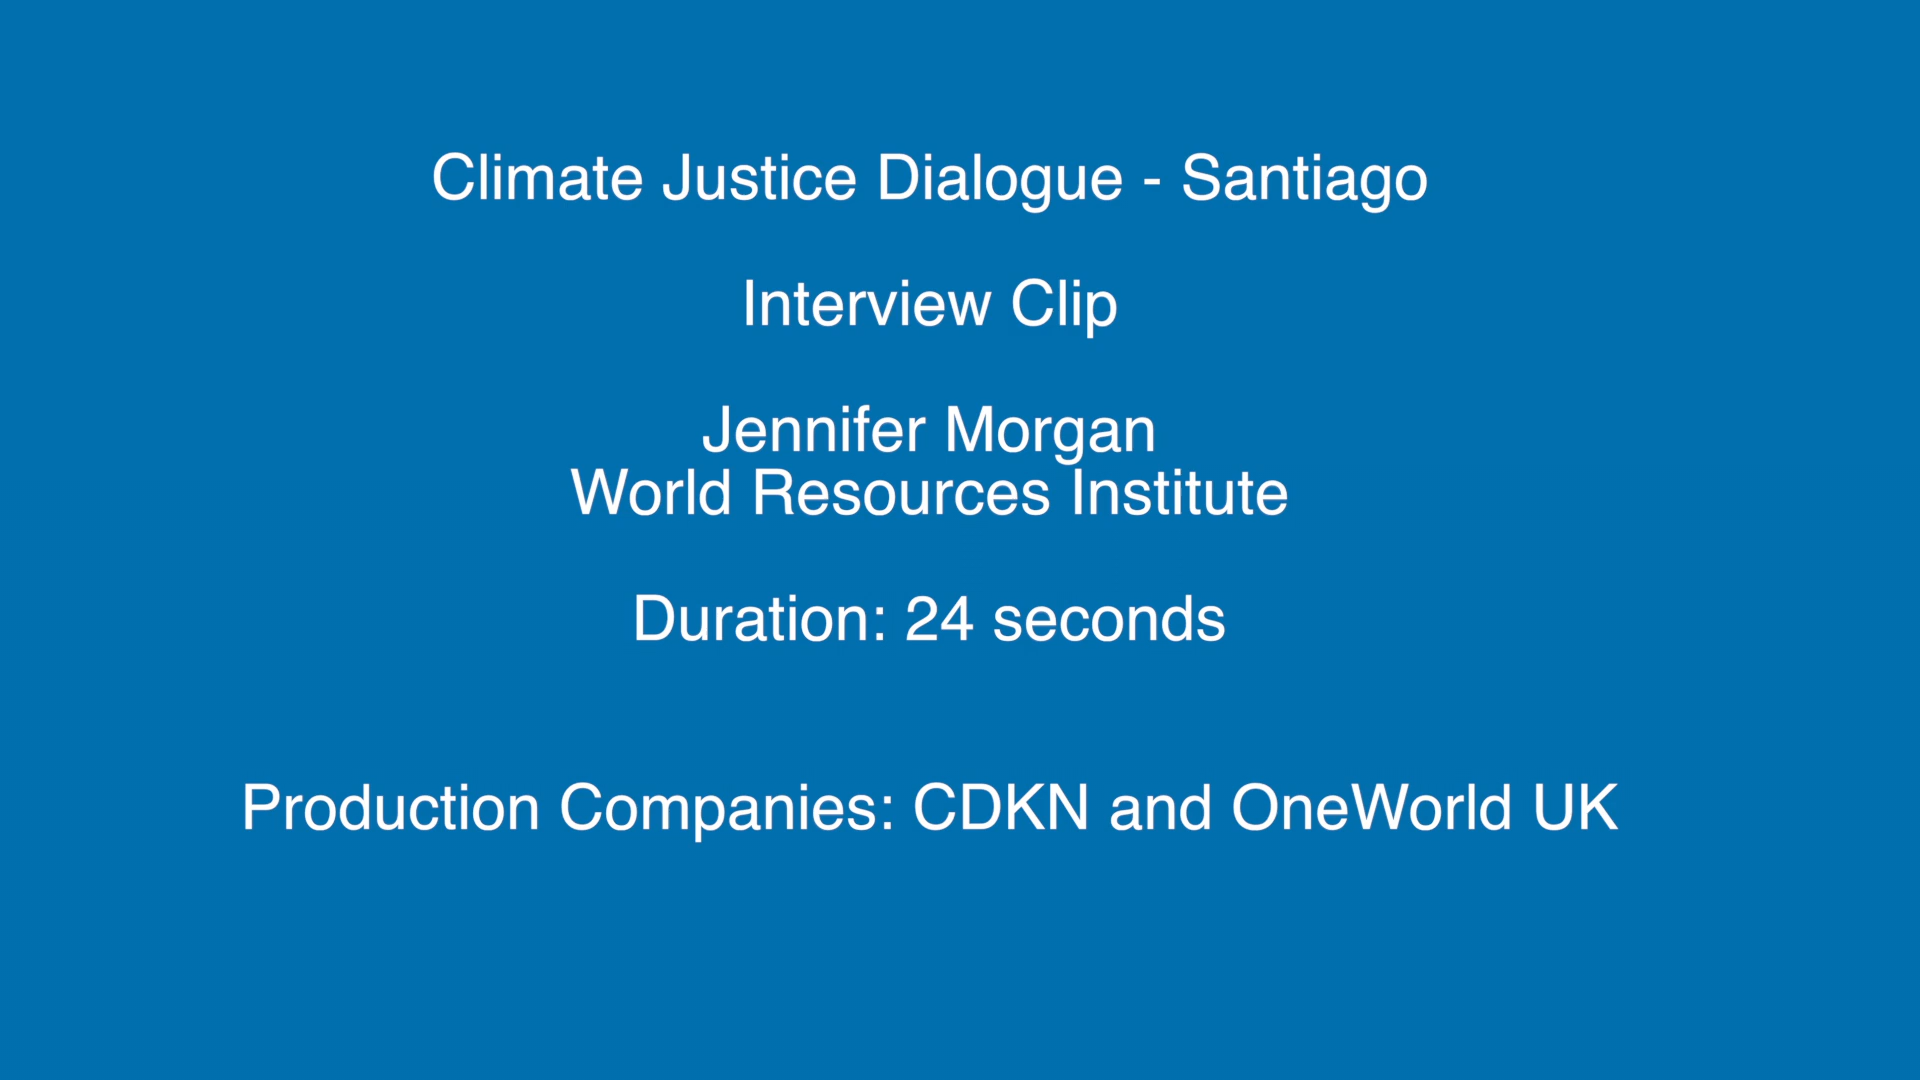 Climate Justice Dialogue - Santiago
Interview Clip
Jennifer Morgan
World Resources Institute
Duration: 24 seconds
Production Companies: CDKN and OneWorld UK